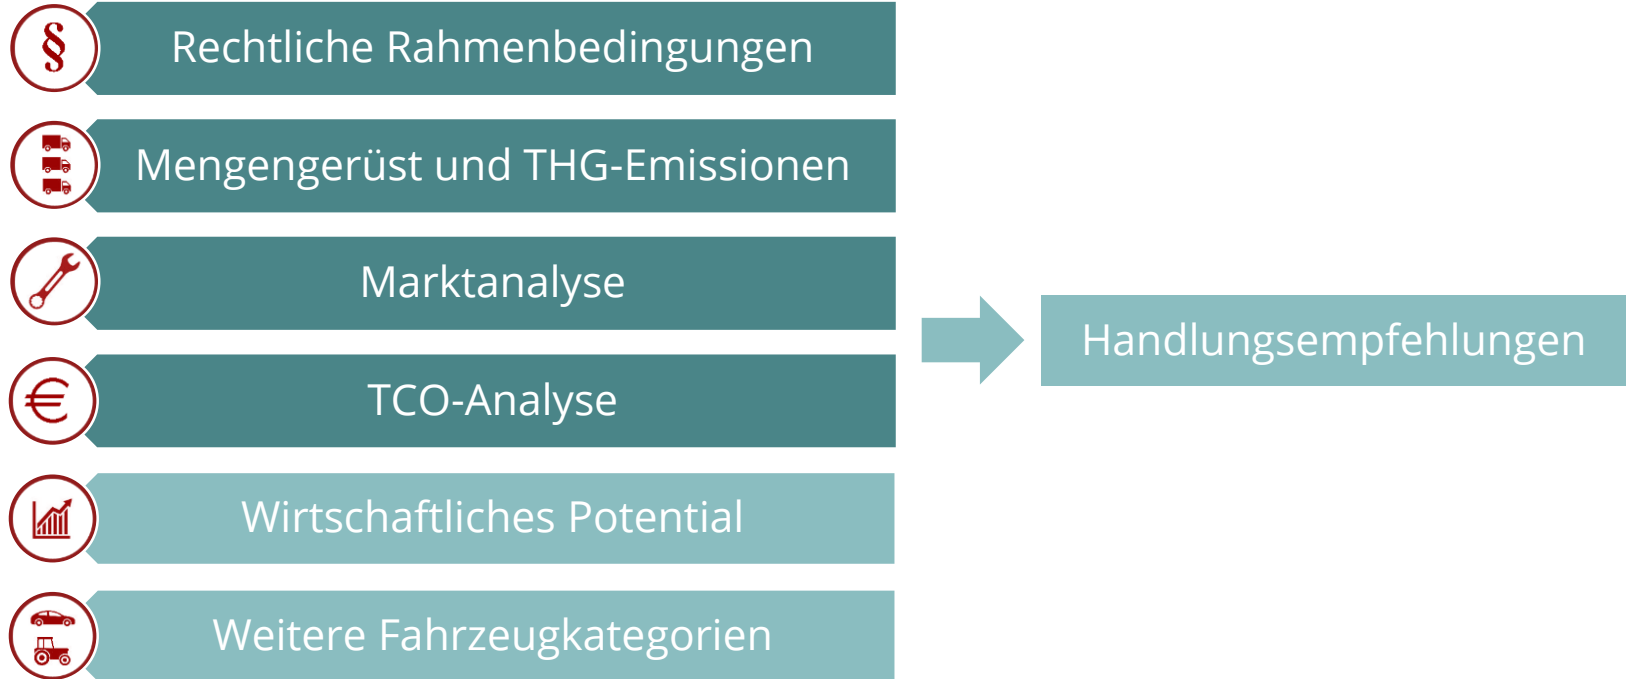 §
Rechtliche Rahmenbedingungen
Mengengerüst und THG-Emissionen
Marktanalyse
€
TCO-Analyse
Wirtschaftliches Potential
Weitere Fahrzeugkategorien
Handlungsempfehlungen